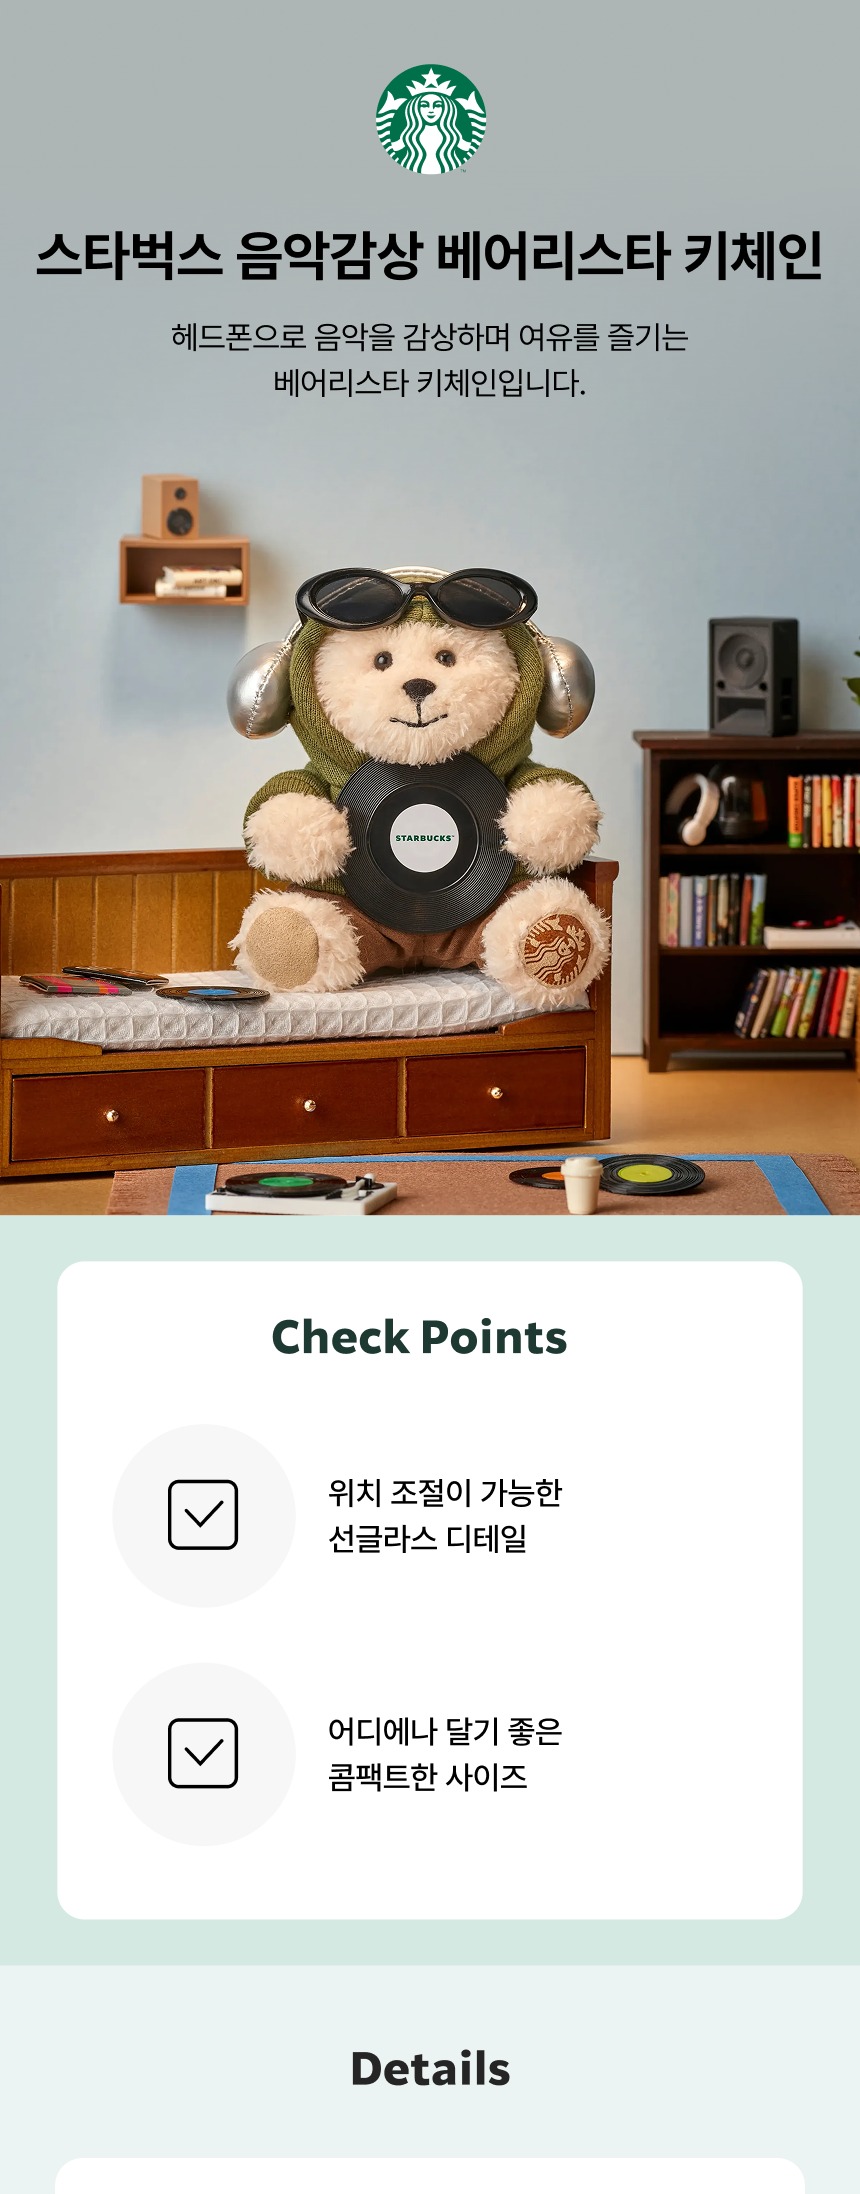 스타벅스 음악감상 베어리스타 키체인
헤드폰으로 음악을 감상하며 여유를 즐기는
베어리스타 키체인입니다.
STARBUCKS
Check Points
위치 조절이 가능한
선글라스 디테일
어디에나 달기 좋은
콤팩트한 사이즈
Details